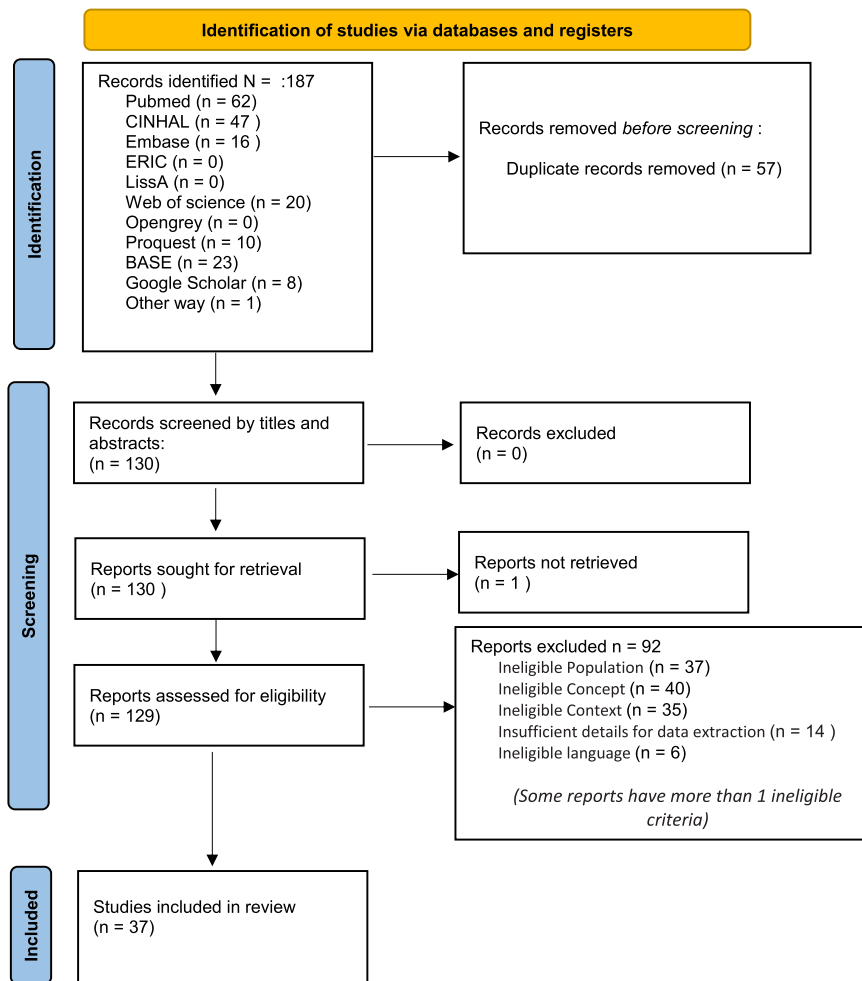 Identification of studies via databases and registers
Identification
Records identified N =  :187
Pubmed (n = 62)
CINHAL (n = 47 )
Embase (n = 16 )
ERIC (n = 0)
LissA (n = 0)
Web of science (n = 20)
Opengrey (n = 0)
Proquest (n = 10)
BASE (n = 23)
Google Scholar (n = 8)
Other way (n = 1)
Records removed before screening :
Duplicate records removed (n = 57)
Screening
Records screened by titles and
abstracts:
(n = 130)
Records excluded
(n = 0)
Reports sought for retrieval
(n = 130 )
Reports not retrieved
(n = 1 )
Reports assessed for eligibility
(n = 129)
Reports excluded n = 92
Ineligible Population (n = 37)
Ineligible Concept (n = 40)
Ineligible Context (n = 35)
Insufficient details for data extraction (n = 14 )
Ineligible language (n = 6)
(Some reports have more than 1 ineligible
criteria)
Included
Studies included in review
(n = 37)